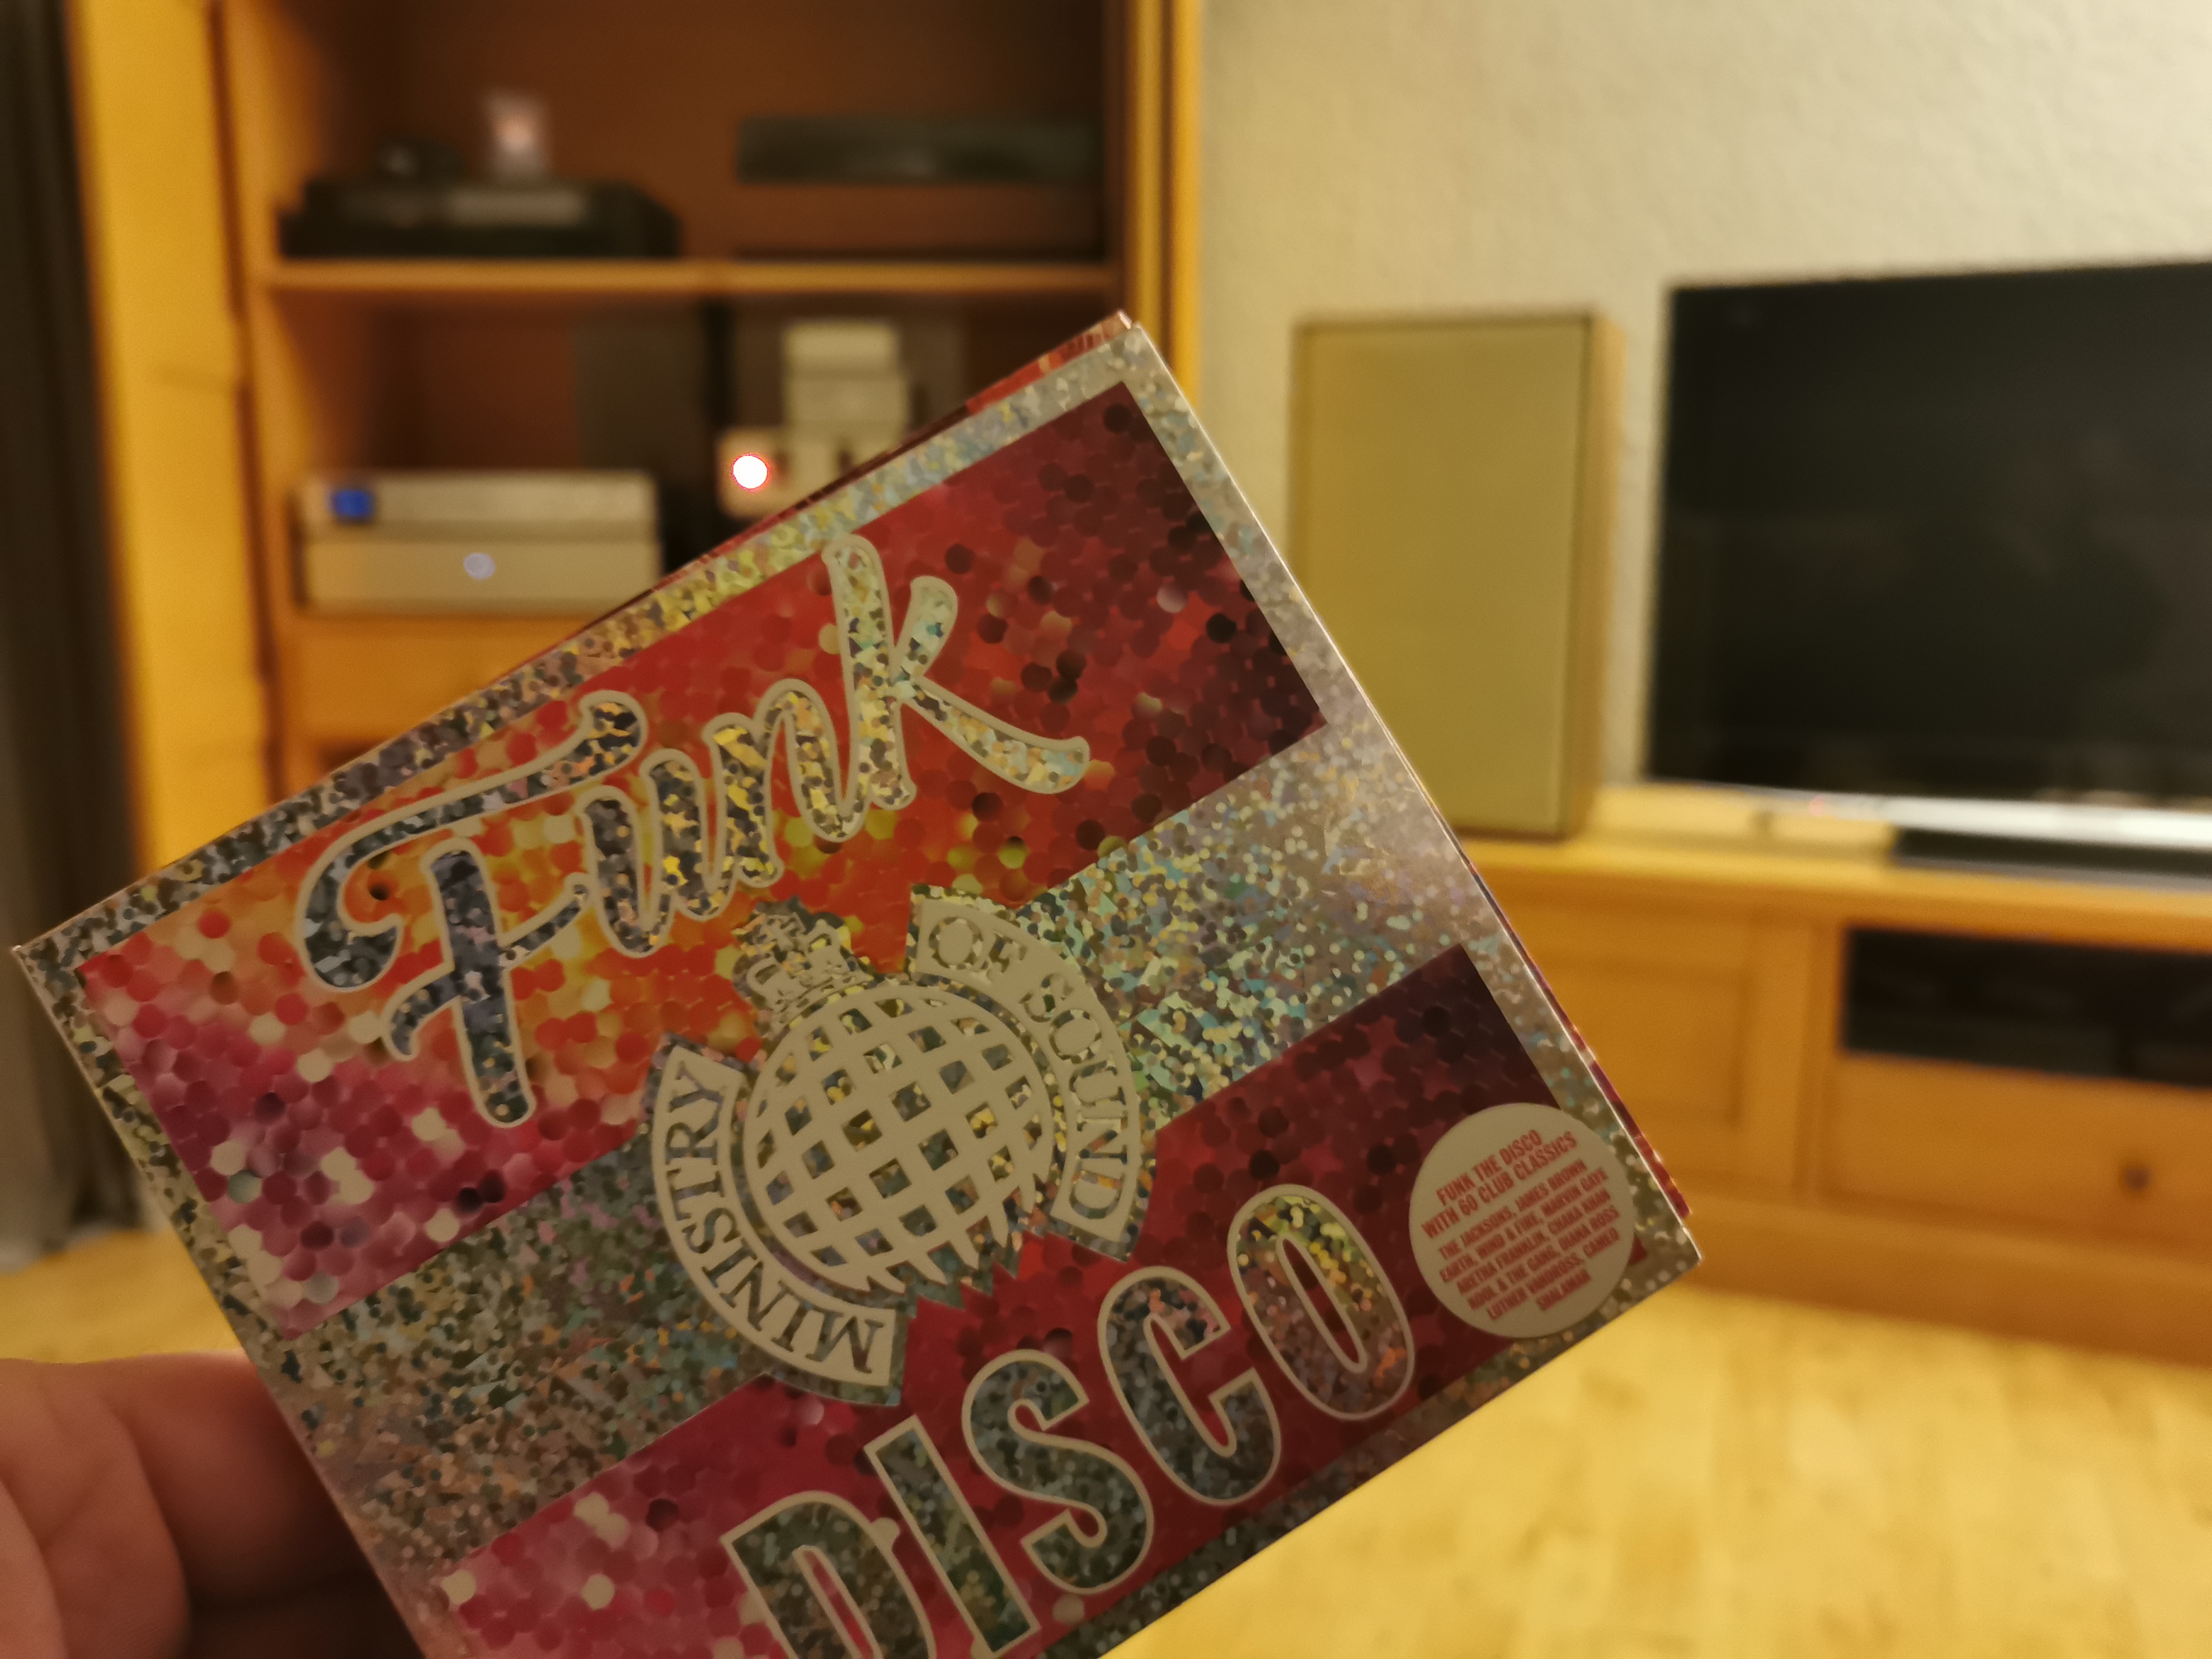 Funk
MINISTRY OF SOUND
DISCO
FUNK THE DISCO
WITH 60 CLUB CLASSICS
THE JACKSONS, JAMES BROWN
EARTH, WIND & FIRE, MARVIN GAYE
ARETHA FRANKLIN, CHAKA KHAN
KOOL & THE GANG, DIANA ROSS
LUTHER VANDROSS, CAMEO
SHALAMAR